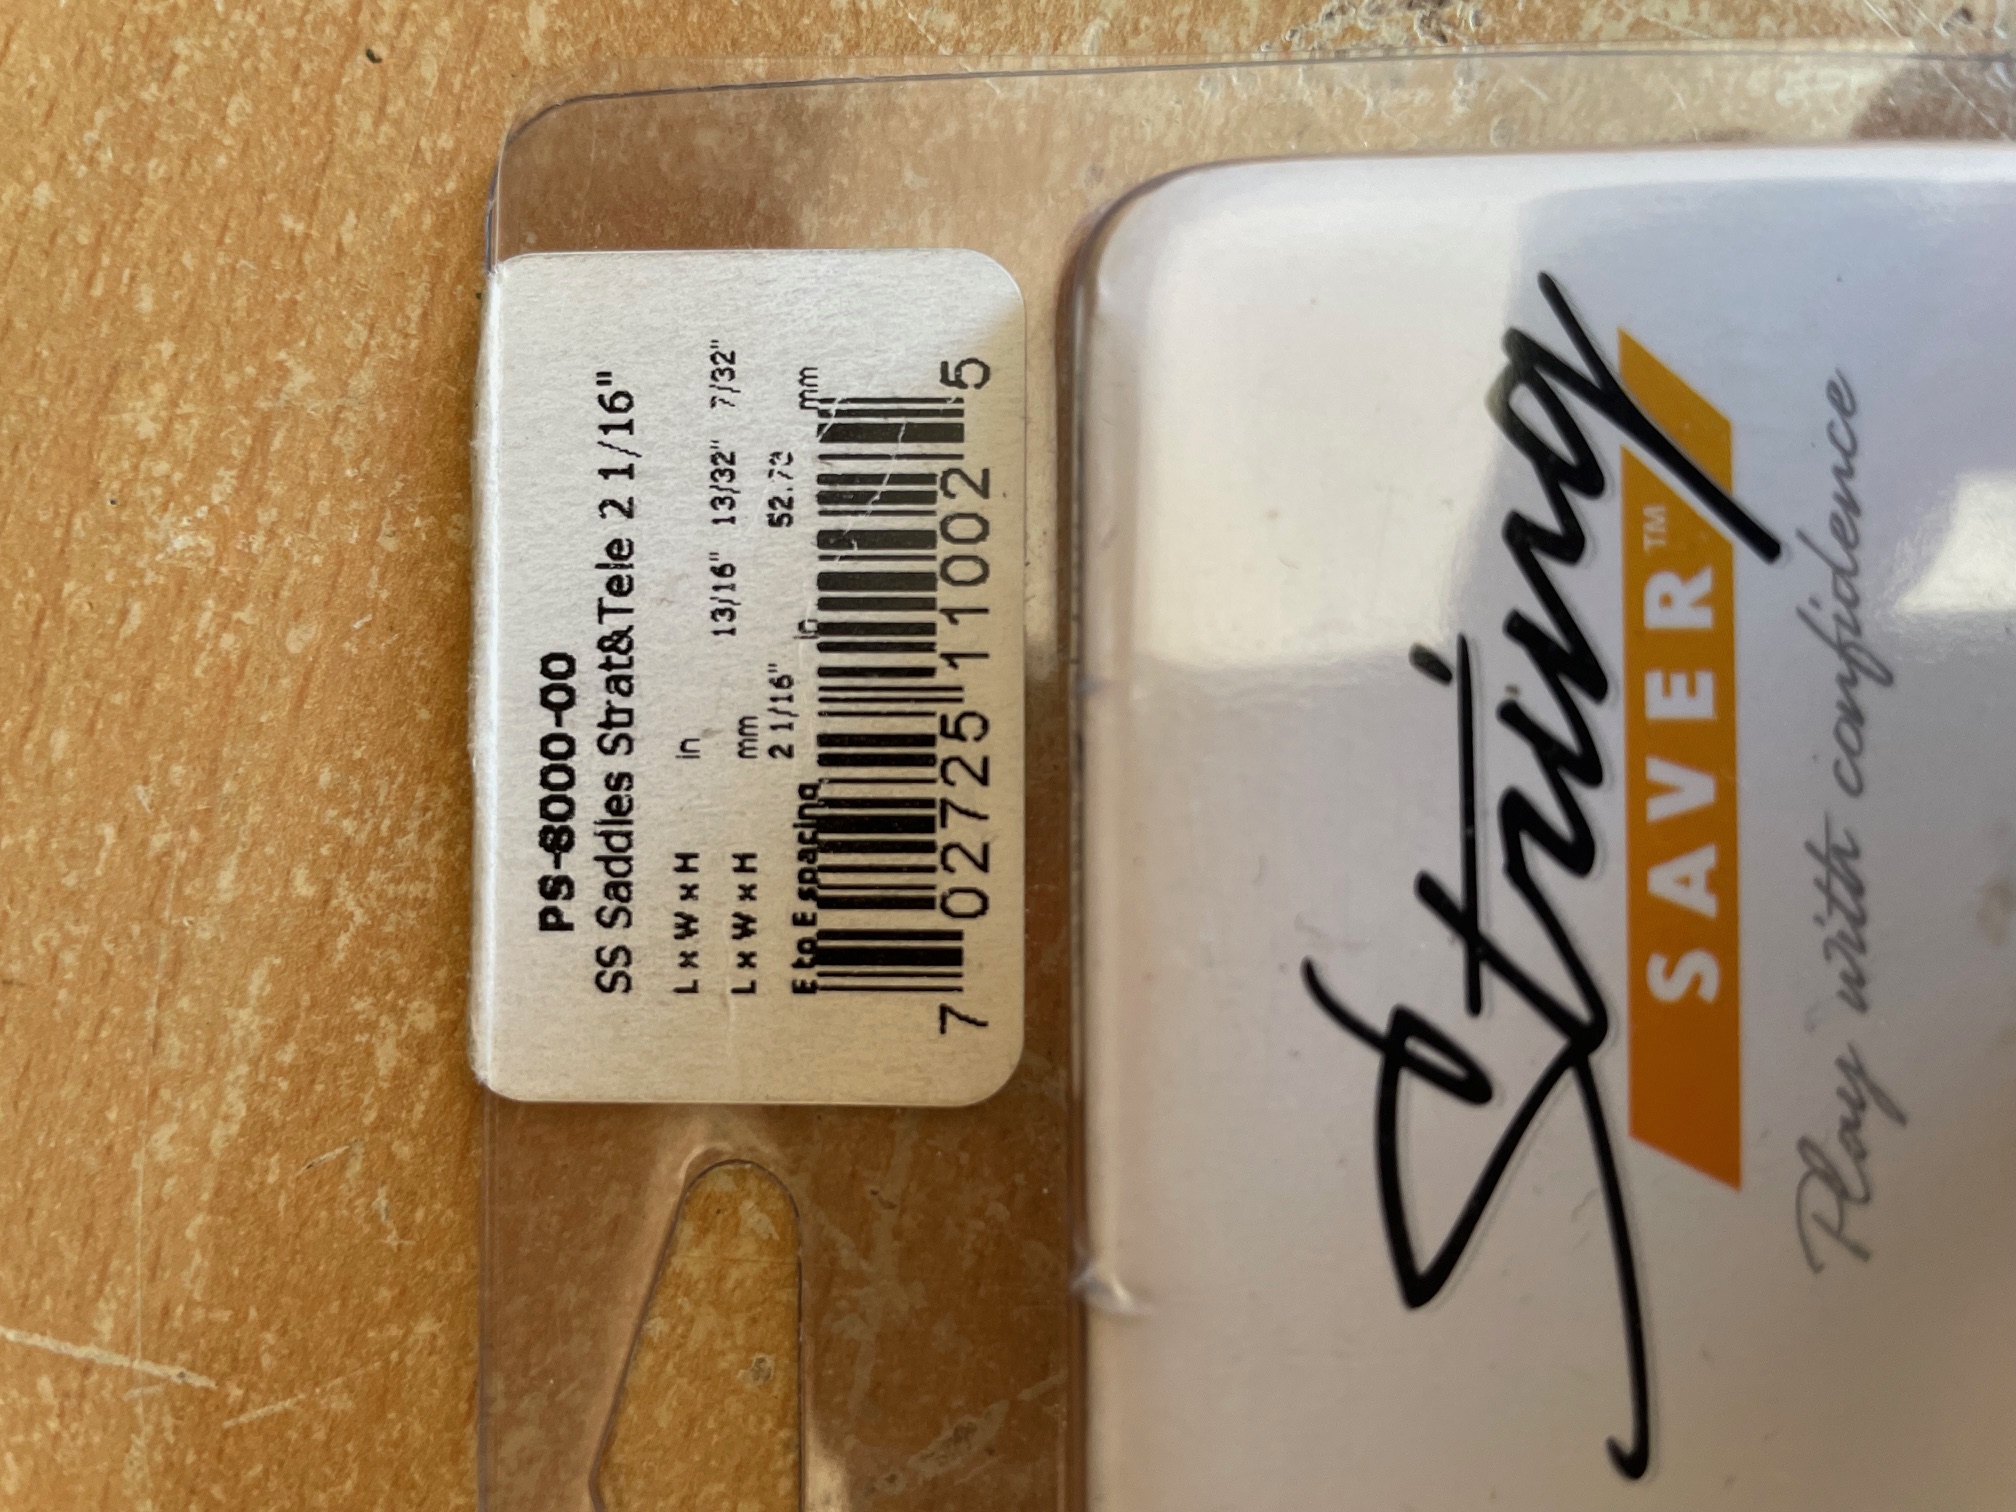 PS-8000-00
SS Saddles Strat&Tele 2 1/16"
L x W x H in
13/16" 13/32" 7/32"
L x W x H mm
2 1/16" 52.73
E to E spacing in mm
7 02725 11002 5
String
SAVER™
Play with confidence